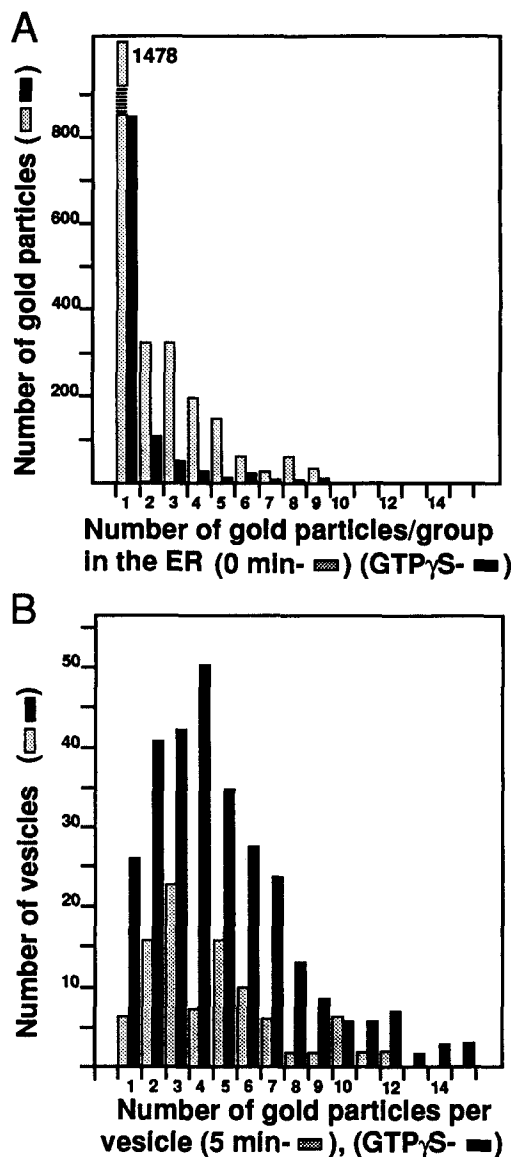 A
1478
800
600
400
200
Number of gold particles ( )
1 2 3 4 5 6 7 8 9 10 12 14
Number of gold particles/group
in the ER (0 min- ) (GTPγS- )
B
50
40
30
20
10
Number of vesicles ( )
1 2 3 4 5 6 7 8 9 10 12 14
Number of gold particles per
vesicle (5 min- ), (GTPγS- )